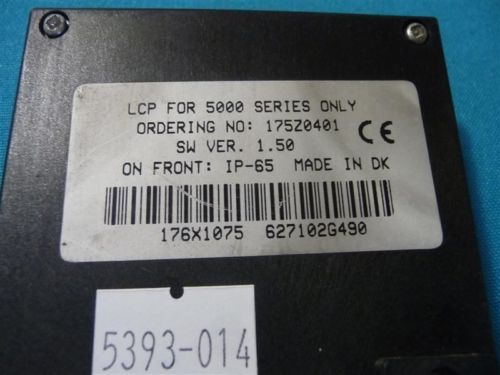 LCP FOR 5000 SERIES ONLY
ORDERING NO: 175Z0401 CE
SW VER. 1.50
ON FRONT: IP-65 MADE IN DK
176X1075 627102G490
5393-014